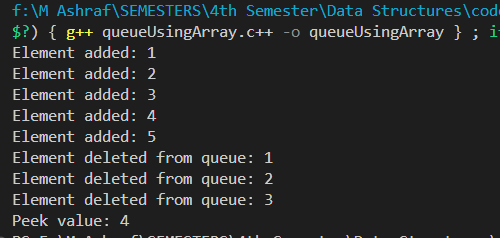 f:\M Ashraf\SEMESTERS\4th Semester\Data Structures\code
$?) { g++ queueUsingArray.c++ -o queueUsingArray } ; i
Element added: 1
Element added: 2
Element added: 3
Element added: 4
Element added: 5
Element deleted from queue: 1
Element deleted from queue: 2
Element deleted from queue: 3
Peek value: 4